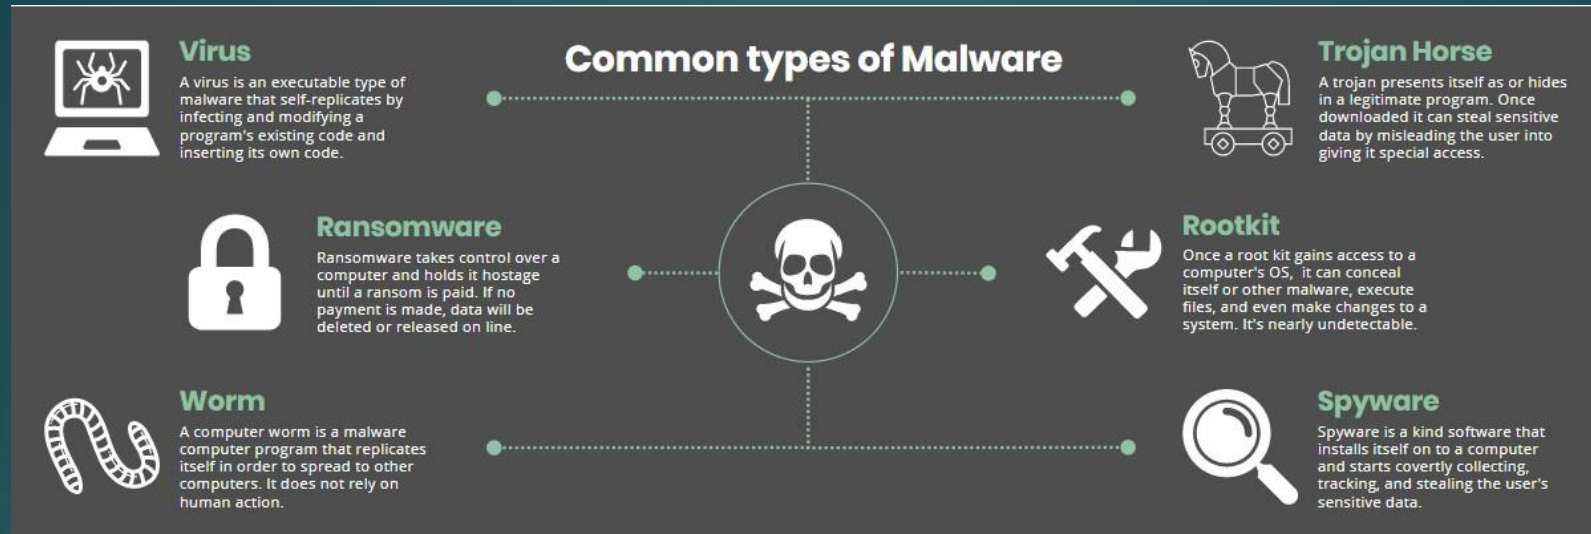 Common types of Malware
Virus
A virus is an executable type of
malware that self-replicates by
infecting and modifying a
program's existing code and
inserting its own code.
Trojan Horse
A trojan presents itself as or hides
in a legitimate program. Once
downloaded it can steal sensitive
data by misleading the user into
giving it special access.
Ransomware
Ransomware takes control over a
computer and holds it hostage
until a ransom is paid. If no
payment is made, data will be
deleted or released on line.
Rootkit
Once a root kit gains access to a
computer's OS, it can conceal
itself or other malware, execute
files, and even make changes to a
system. It's nearly undetectable.
Worm
A computer worm is a malware
computer program that replicates
itself in order to spread to other
computers. It does not rely on
human action.
Spyware
Spyware is a kind software that
installs itself on to a computer
and starts covertly collecting,
tracking, and stealing the user's
sensitive data.